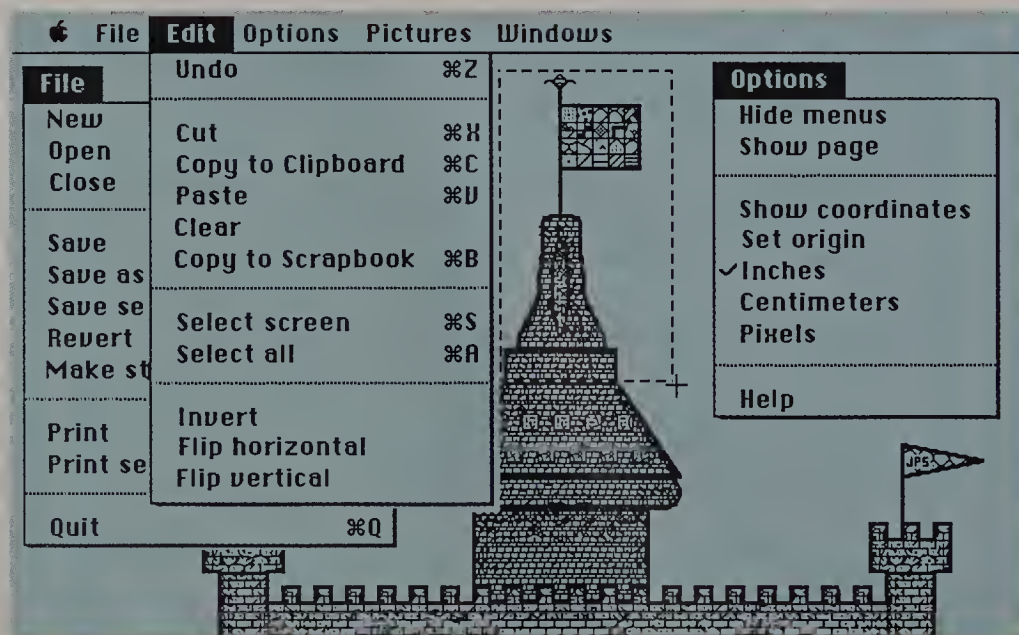 File Edit Options Pictures Windows
File
New
Open
Close
Save
Save as
Save se
Revert
Make st
Print
Print se
Quit ⌘Q
Undo ⌘Z
Cut ⌘X
Copy to Clipboard ⌘C
Paste ⌘V
Clear
Copy to Scrapbook ⌘B
Select screen ⌘S
Select all ⌘A
Invert
Flip horizontal
Flip vertical
Options
Hide menus
Show page
Show coordinates
Set origin
✓Inches
Centimeters
Pixels
Help
JPS